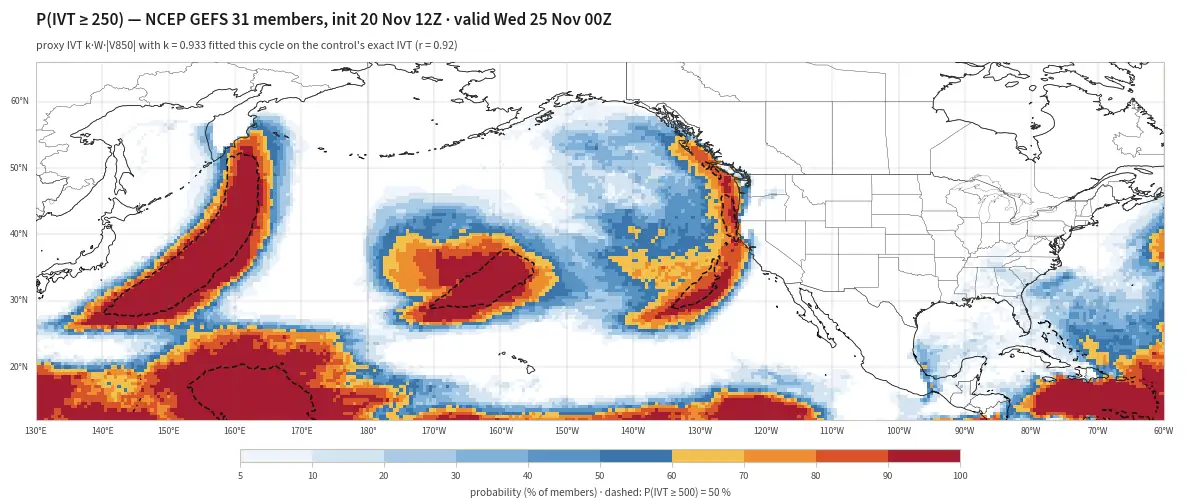 P(IVT ≥ 250) — NCEP GEFS 31 members, init 20 Nov 12Z · valid Wed 25 Nov 00Z
proxy IVT k·W·|V850| with k = 0.933 fitted this cycle on the control's exact IVT (r = 0.92)
60°N
50°N
40°N
30°N
20°N
130°E 140°E 150°E 160°E 170°E 180° 170°W 160°W 150°W 140°W 130°W 120°W 110°W 100°W 90°W 80°W 70°W 60°W
5 10 20 30 40 50 60 70 80 90 100
probability (% of members) · dashed: P(IVT ≥ 500) = 50 %